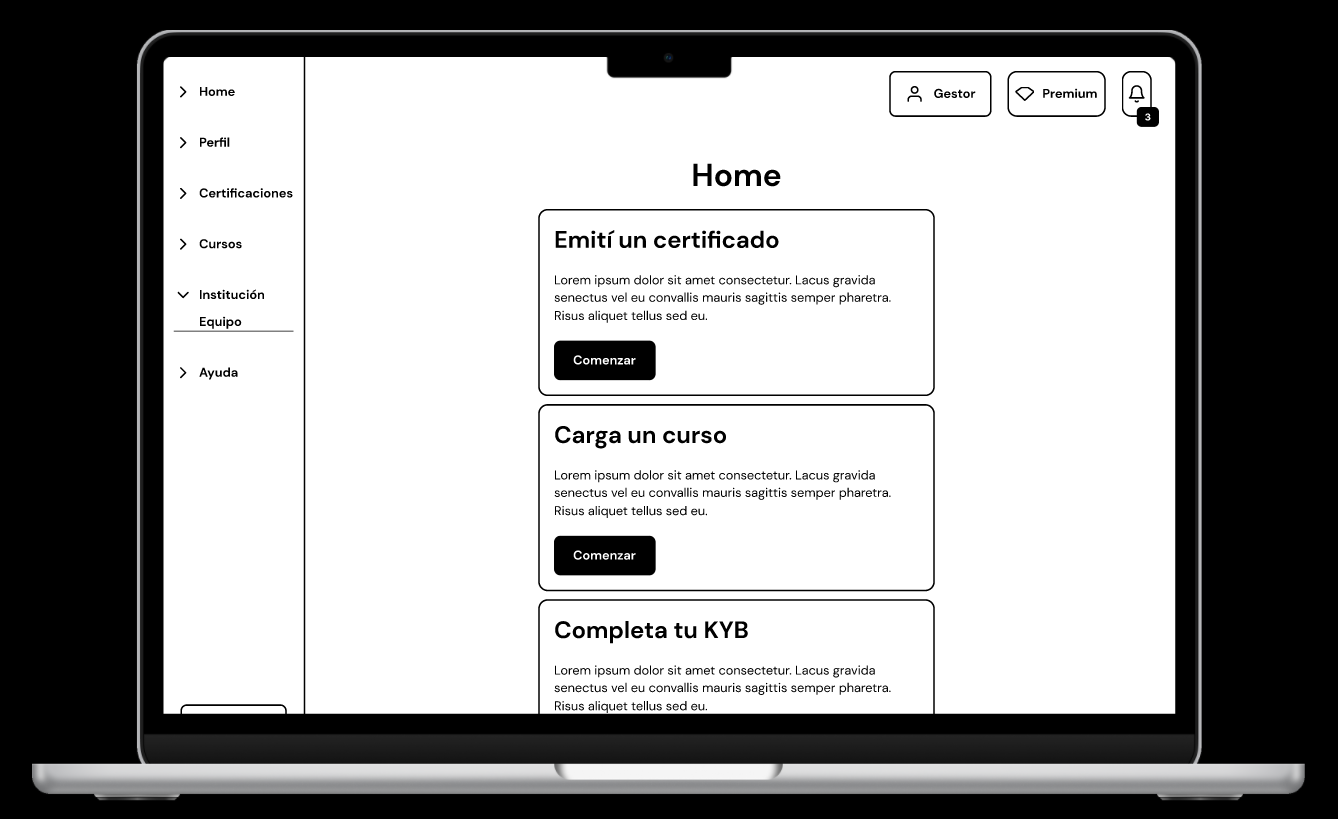 Home
Perfil
Certificaciones
Cursos
Institución
Equipo
Ayuda
Gestor
Premium
3
Home
Emití un certificado
Lorem ipsum dolor sit amet consectetur. Lacus gravida
senectus vel eu convallis mauris sagittis semper pharetra.
Risus aliquet tellus sed eu.
Comenzar
Carga un curso
Lorem ipsum dolor sit amet consectetur. Lacus gravida
senectus vel eu convallis mauris sagittis semper pharetra.
Risus aliquet tellus sed eu.
Comenzar
Completa tu KYB
Lorem ipsum dolor sit amet consectetur. Lacus gravida
senectus vel eu convallis mauris sagittis semper pharetra.
Risus aliquet tellus sed eu.